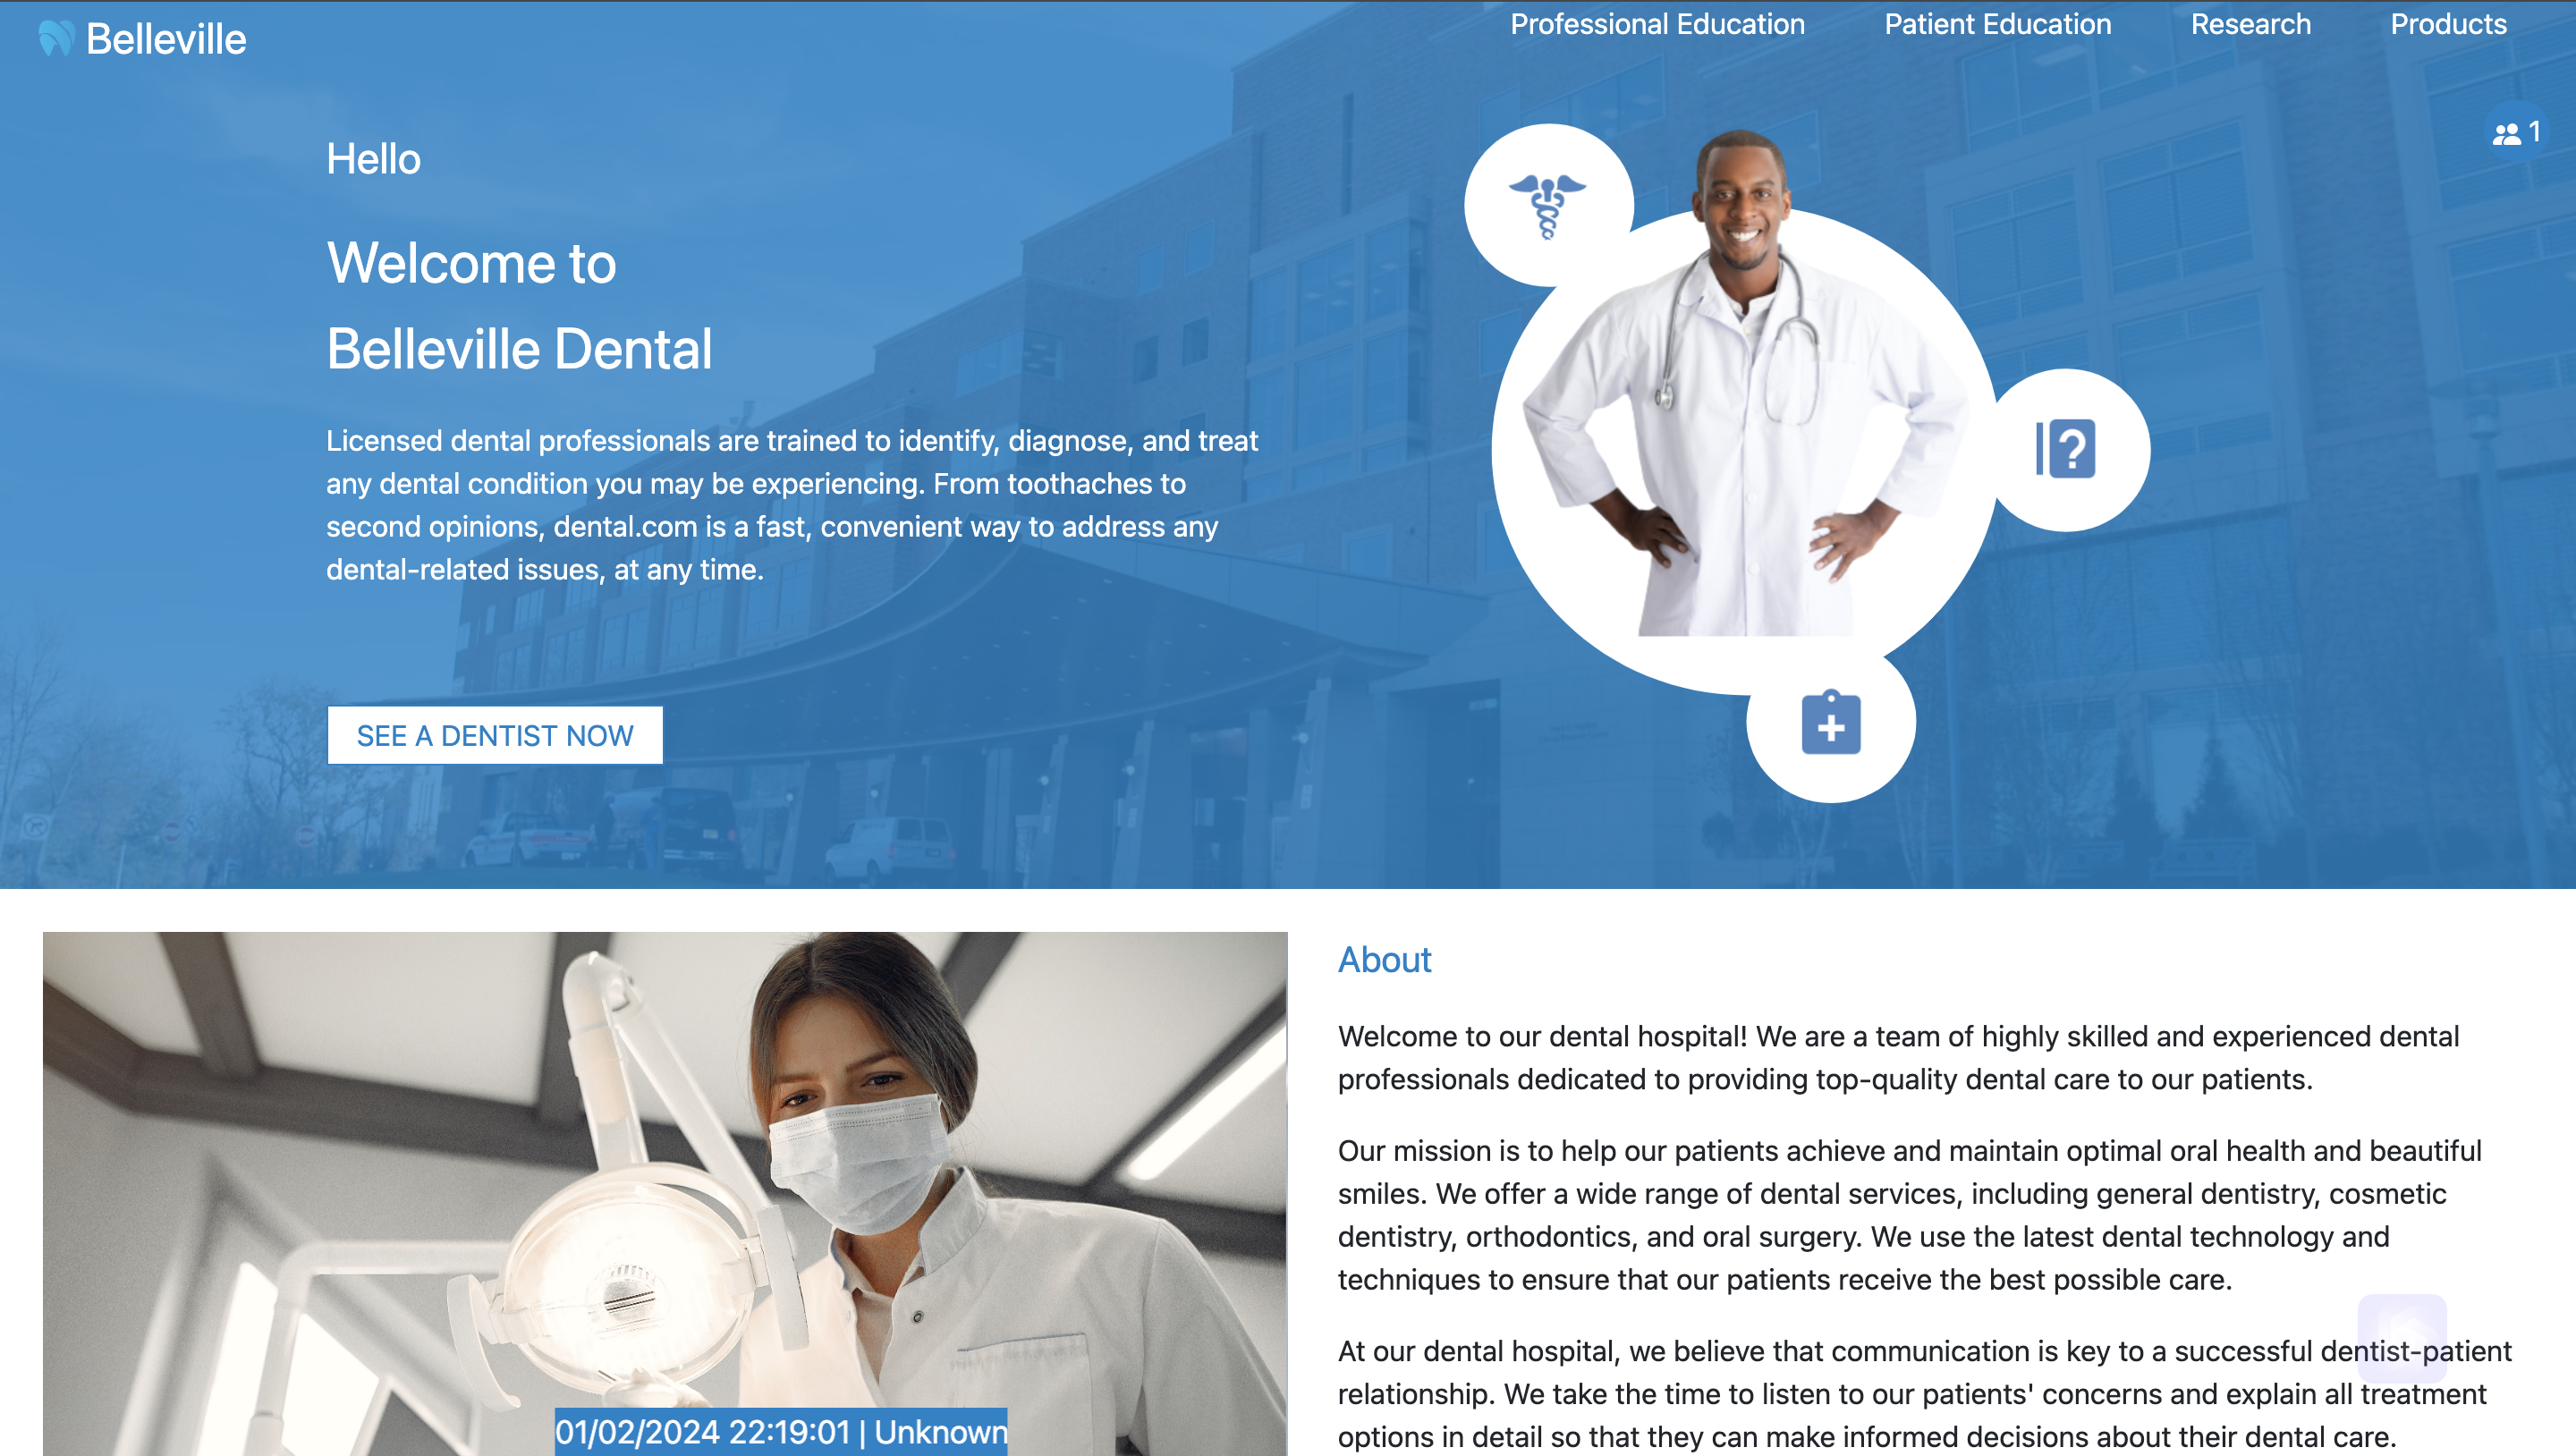 Belleville
Professional Education
Patient Education
Research
Products
1
Hello
Welcome to
Belleville Dental
Licensed dental professionals are trained to identify, diagnose, and treat
any dental condition you may be experiencing. From toothaches to
second opinions, dental.com is a fast, convenient way to address any
dental-related issues, at any time.
?
SEE A DENTIST NOW
About
Welcome to our dental hospital! We are a team of highly skilled and experienced dental
professionals dedicated to providing top-quality dental care to our patients.
Our mission is to help our patients achieve and maintain optimal oral health and beautiful
smiles. We offer a wide range of dental services, including general dentistry, cosmetic
dentistry, orthodontics, and oral surgery. We use the latest dental technology and
techniques to ensure that our patients receive the best possible care.
At our dental hospital, we believe that communication is key to a successful dentist-patient
relationship. We take the time to listen to our patients' concerns and explain all treatment
options in detail so that they can make informed decisions about their dental care.
01/02/2024 22:19:01 | Unknown